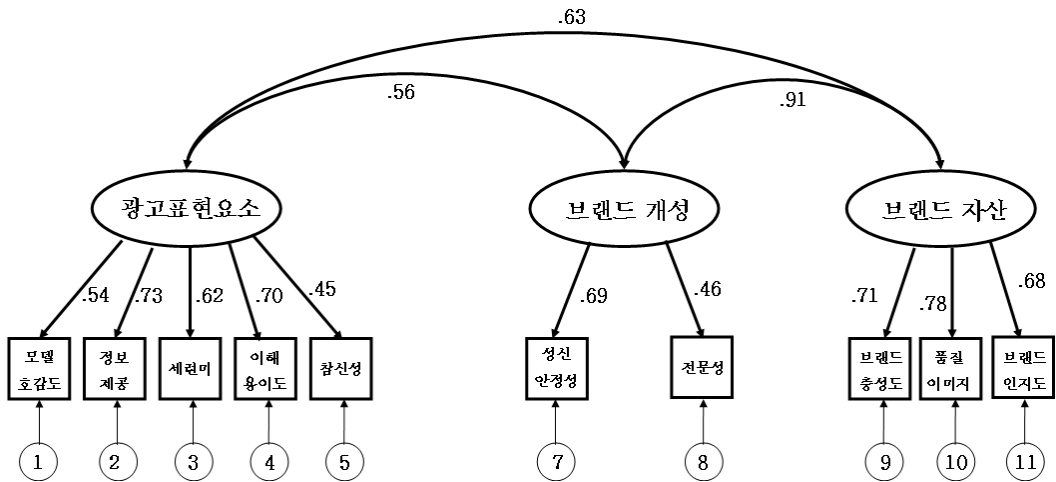 .63
.56
.91
광고표현요소
브랜드 개성
브랜드 자산
.54
.73
.62
.70
.45
.69
.46
.71
.78
.68
모델
호감도
정보
제공
세련미
이해
용이도
참신성
성신
안정성
전문성
브랜드
충성도
품질
이미지
브랜드
인지도
1
2
3
4
5
7
8
9
10
11